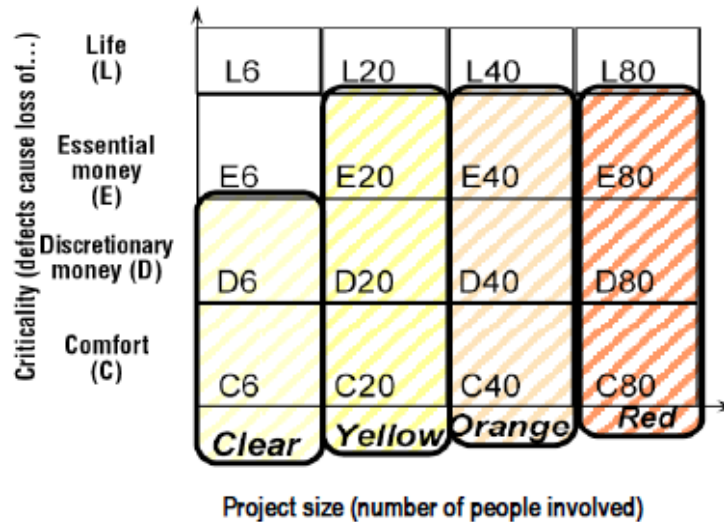 Criticality (defects cause loss of...)
Life
(L)
L6 L20 L40 L80
Essential
money
(E)
E6 E20 E40 E80
Discretionary
money (D)
D6 D20 D40 D80
Comfort
(C)
C6 C20 C40 C80
Clear Yellow Orange Red
Project size (number of people involved)